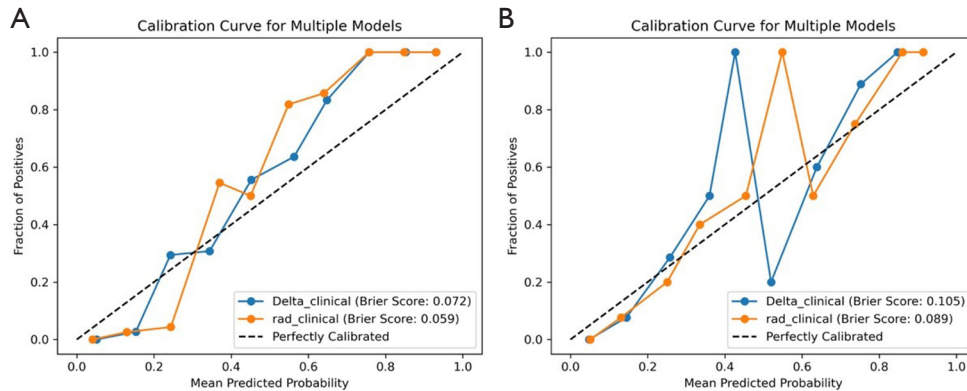 A
Calibration Curve for Multiple Models
1.0
0.8
0.6
0.4
0.2
0.0
Fraction of Positives
0.0 0.2 0.4 0.6 0.8 1.0
Mean Predicted Probability
Delta_clinical (Brier Score: 0.072)
rad_clinical (Brier Score: 0.059)
Perfectly Calibrated
B
Calibration Curve for Multiple Models
1.0
0.8
0.6
0.4
0.2
0.0
Fraction of Positives
0.0 0.2 0.4 0.6 0.8 1.0
Mean Predicted Probability
Delta_clinical (Brier Score: 0.105)
rad_clinical (Brier Score: 0.089)
Perfectly Calibrated